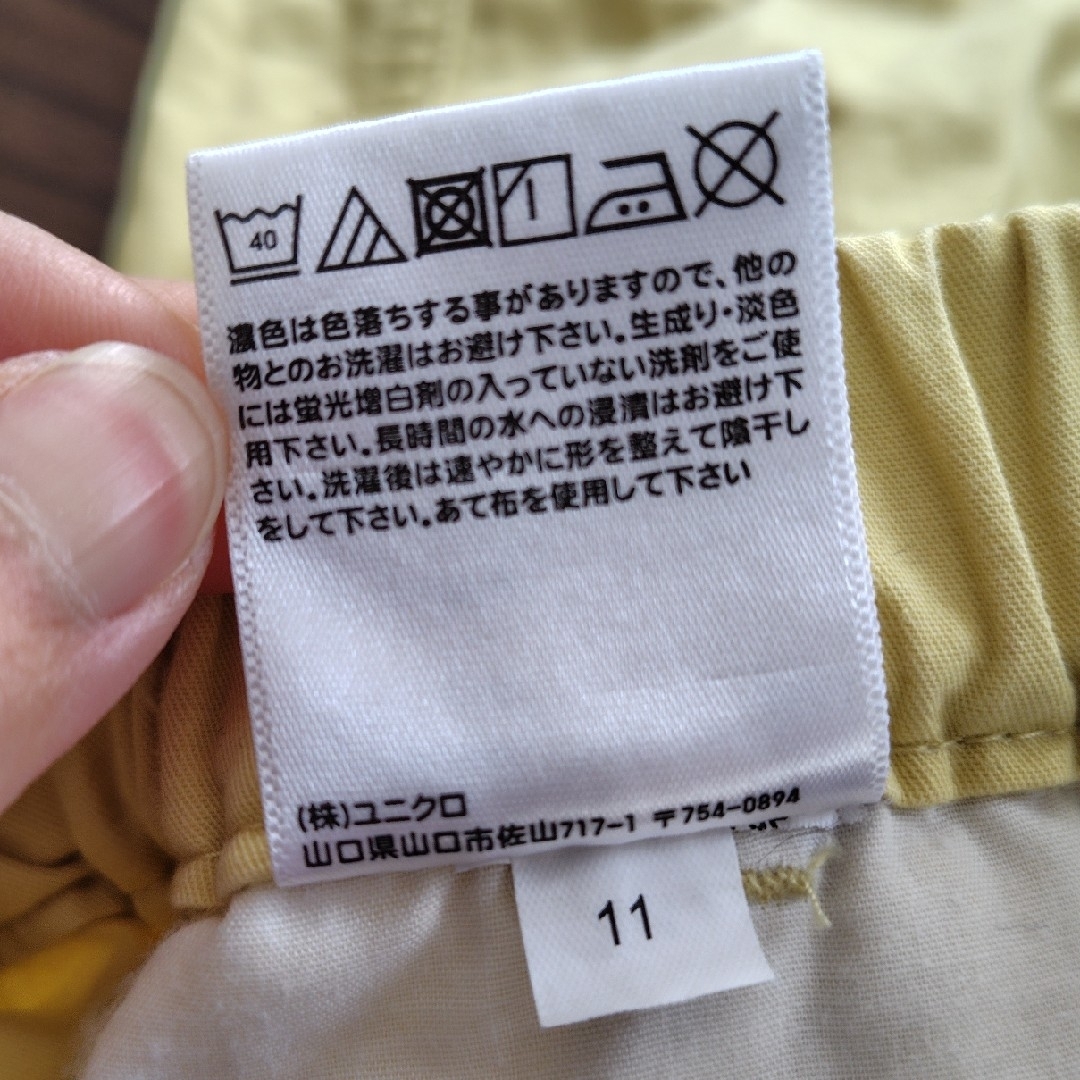 40
濃色は色落ちする事がありますので、他の
物とのお洗濯はお避け下さい。生成り・淡色
には蛍光増白剤の入っていない洗剤をご使
用下さい。長時間の水への浸漬はお避け下
さい。洗濯後は速やかに形を整えて陰干し
をして下さい。あて布を使用して下さい
(株)ユニクロ
山口県山口市佐山717-1 〒754-0894
11